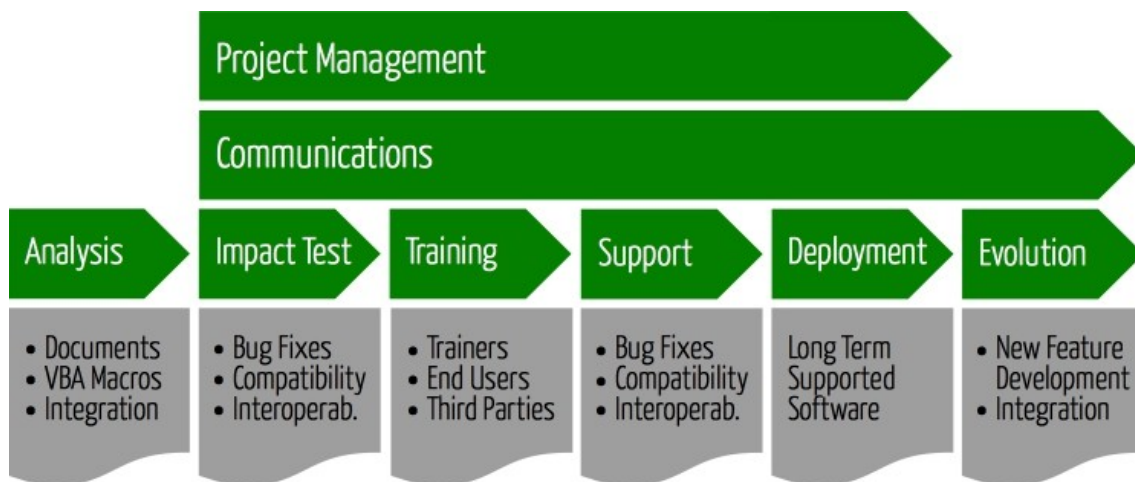 Project Management
Communications
Analysis
Impact Test
Training
Support
Deployment
Evolution
• Documents
• VBA Macros
• Integration
• Bug Fixes
• Compatibility
• Interoperab.
• Trainers
• End Users
• Third Parties
• Bug Fixes
• Compatibility
• Interoperab.
Long Term
Supported
Software
• New Feature
Development
• Integration